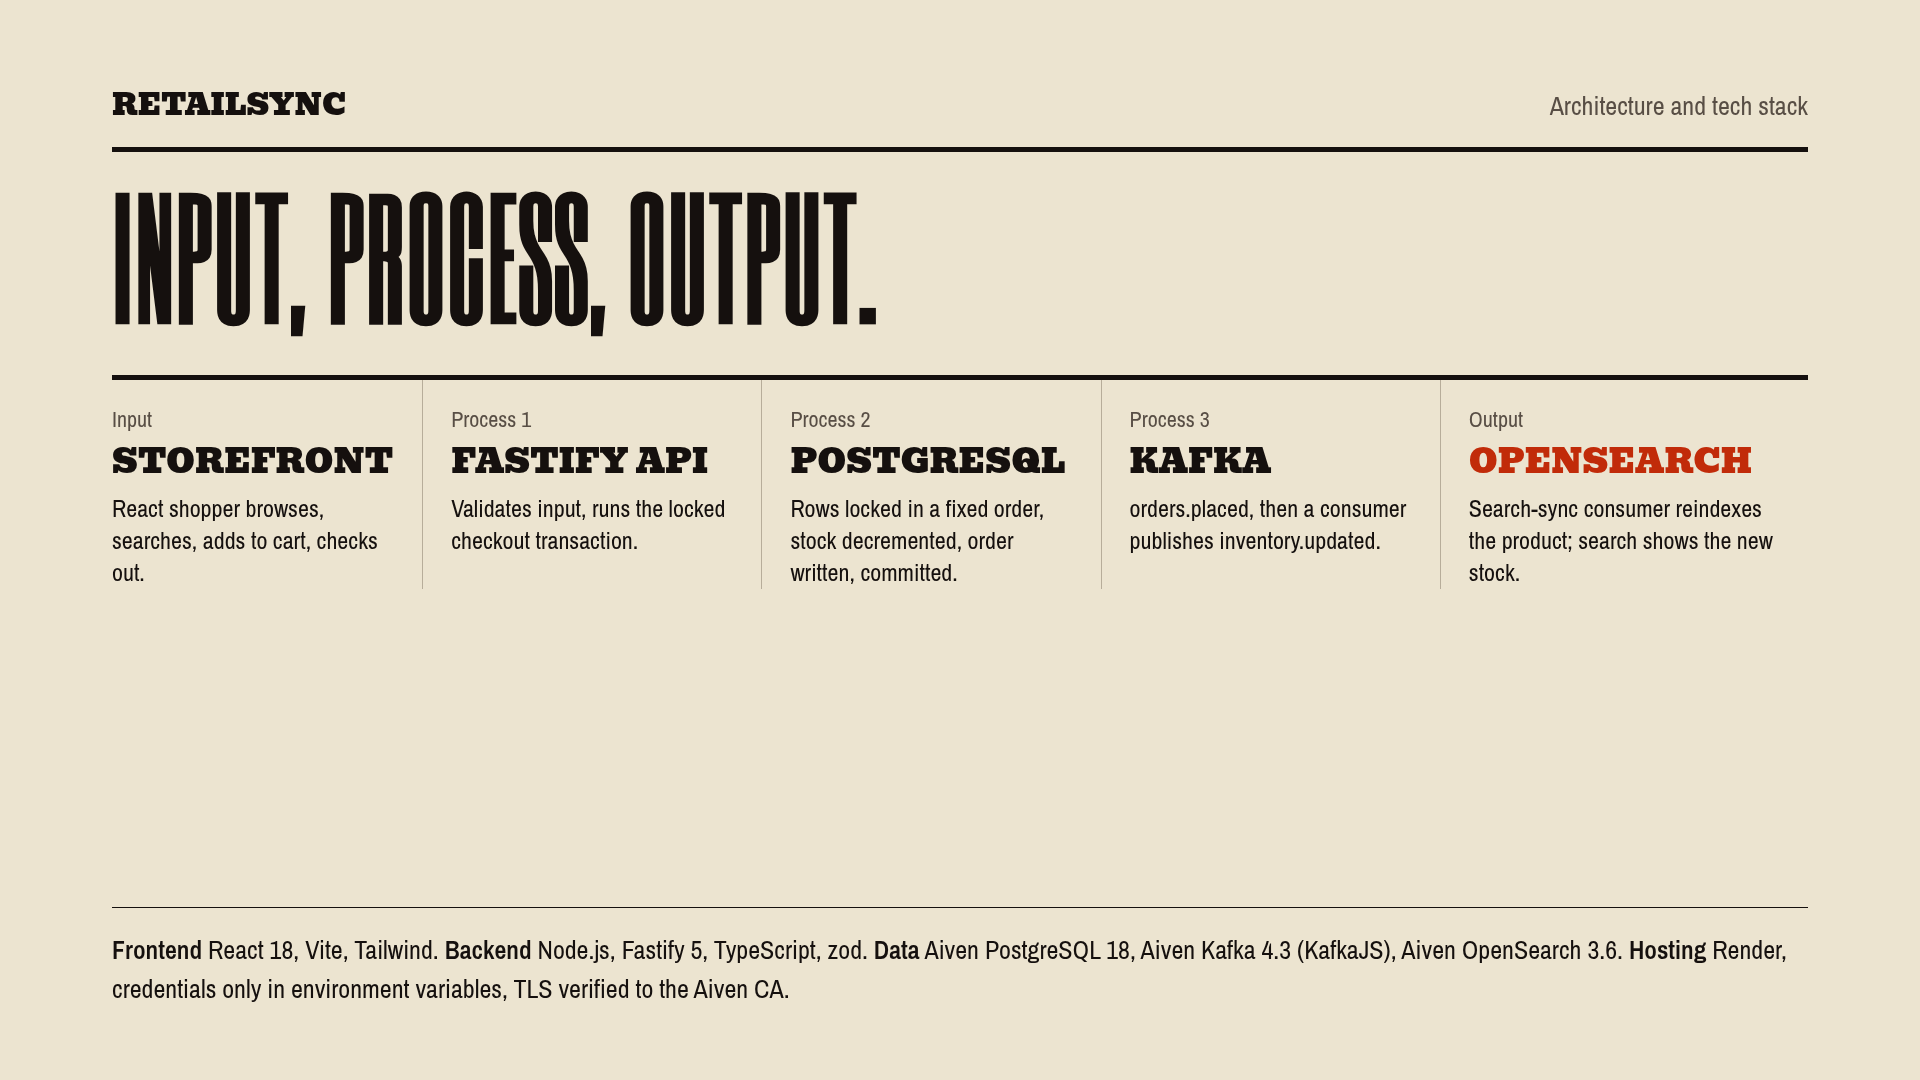 RETAILSYNC
Architecture and tech stack
INPUT, PROCESS, OUTPUT.
Input
STOREFRONT
React shopper browses,
searches, adds to cart, checks
out.
Process 1
FASTIFY API
Validates input, runs the locked
checkout transaction.
Process 2
POSTGRESQL
Rows locked in a fixed order,
stock decremented, order
written, committed.
Process 3
KAFKA
orders.placed, then a consumer
publishes inventory.updated.
Output
OPENSEARCH
Search-sync consumer reindexes
the product; search shows the new
stock.
Frontend React 18, Vite, Tailwind. Backend Node.js, Fastify 5, TypeScript, zod. Data Aiven PostgreSQL 18, Aiven Kafka 4.3 (KafkaJS), Aiven OpenSearch 3.6. Hosting Render,
credentials only in environment variables, TLS verified to the Aiven CA.